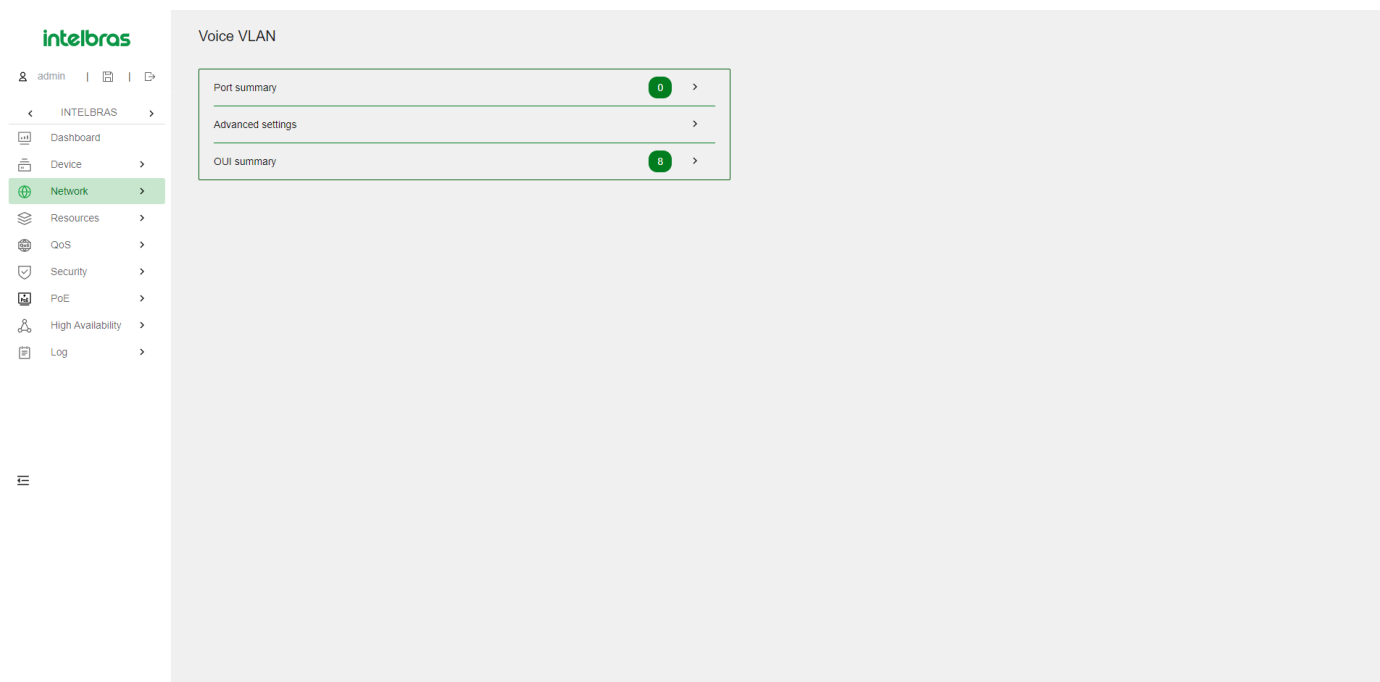 intelbras
admin
INTELBRAS
Dashboard
Device
Network
Resources
QoS
Security
PoE
High Availability
Log
Voice VLAN
Port summary 0
Advanced settings
OUI summary 8